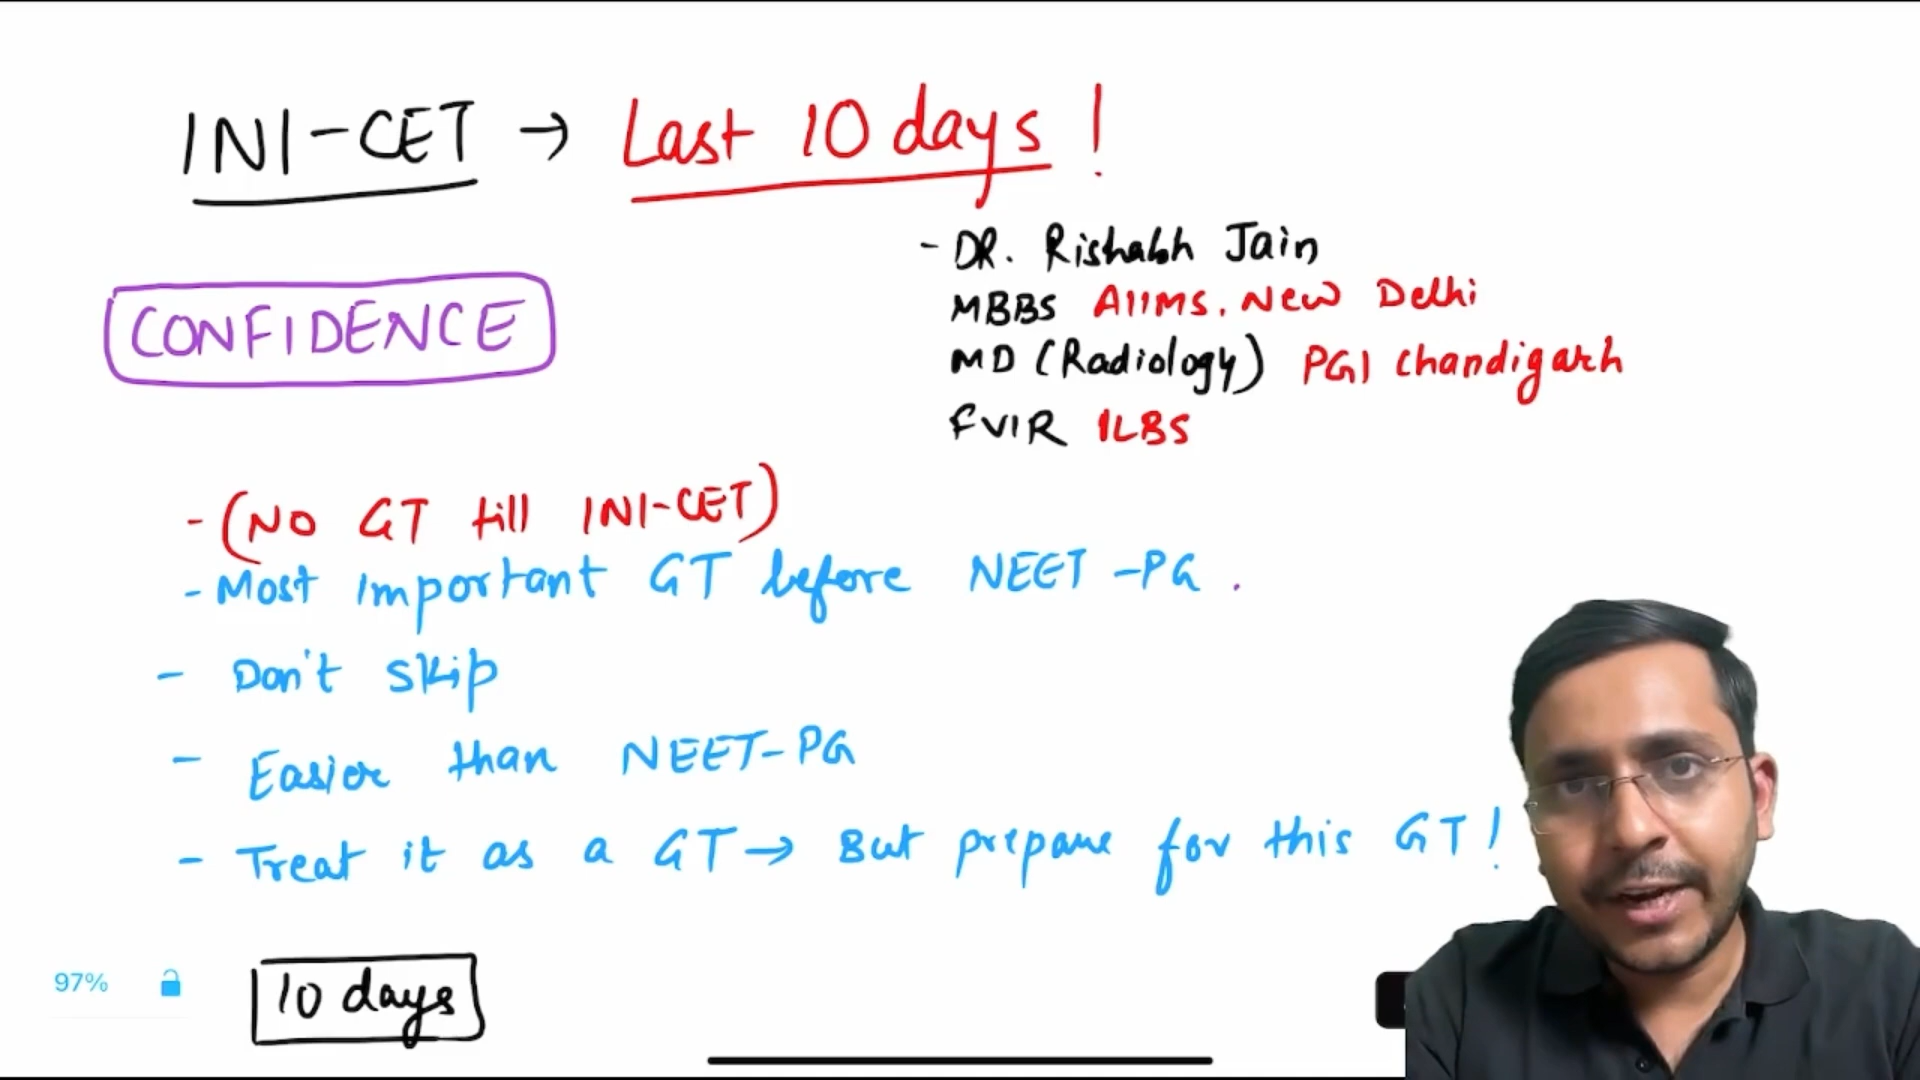 INI-CET → Last 10 days !
- DR. Rishabh Jain
MBBS AIIMS, New Delhi
CONFIDENCE
MD (Radiology) PGI Chandigarh
FVIR ILBS
- (NO GT till INI-CET)
- Most important GT before NEET-PG.
- Don't skip
- Easier than NEET-PG
- Treat it as a GT → But prepare for this GT!
97%
10 days